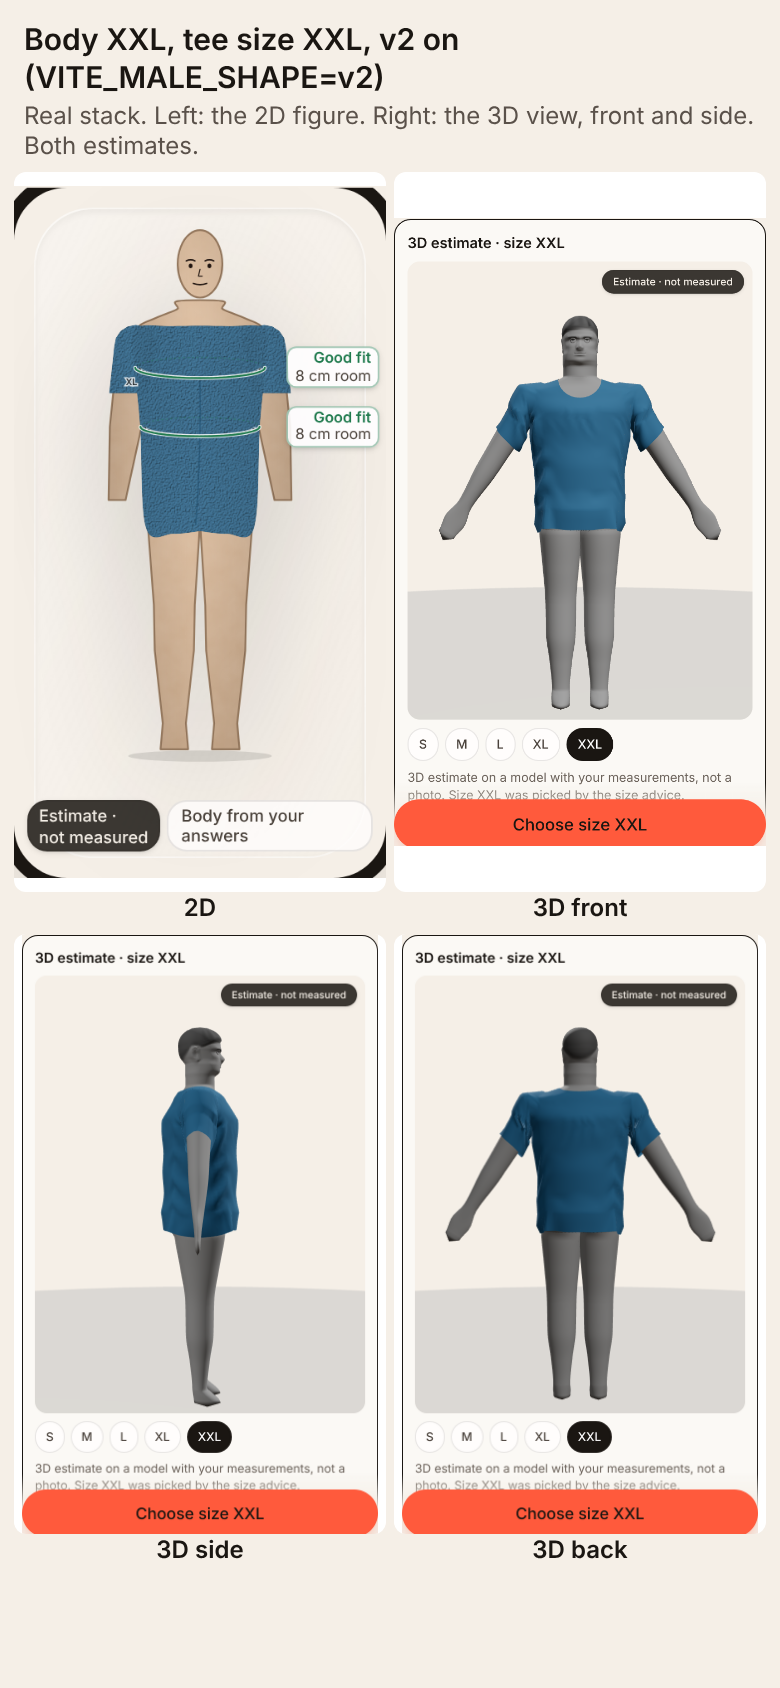 Body XXL, tee size XXL, v2 on
(VITE_MALE_SHAPE=v2)
Real stack. Left: the 2D figure. Right: the 3D view, front and side.
Both estimates.
Good fit
8 cm room
XL
Good fit
8 cm room
Estimate ·
not measured
Body from your
answers
2D
3D estimate · size XXL
Estimate · not measured
S M L XL XXL
3D estimate on a model with your measurements, not a
photo. Size XXL was picked by the size advice.
Choose size XXL
3D front
3D estimate · size XXL
Estimate · not measured
S M L XL XXL
3D estimate on a model with your measurements, not a
photo. Size XXL was picked by the size advice.
Choose size XXL
3D side
3D estimate · size XXL
Estimate · not measured
S M L XL XXL
3D estimate on a model with your measurements, not a
photo. Size XXL was picked by the size advice.
Choose size XXL
3D back